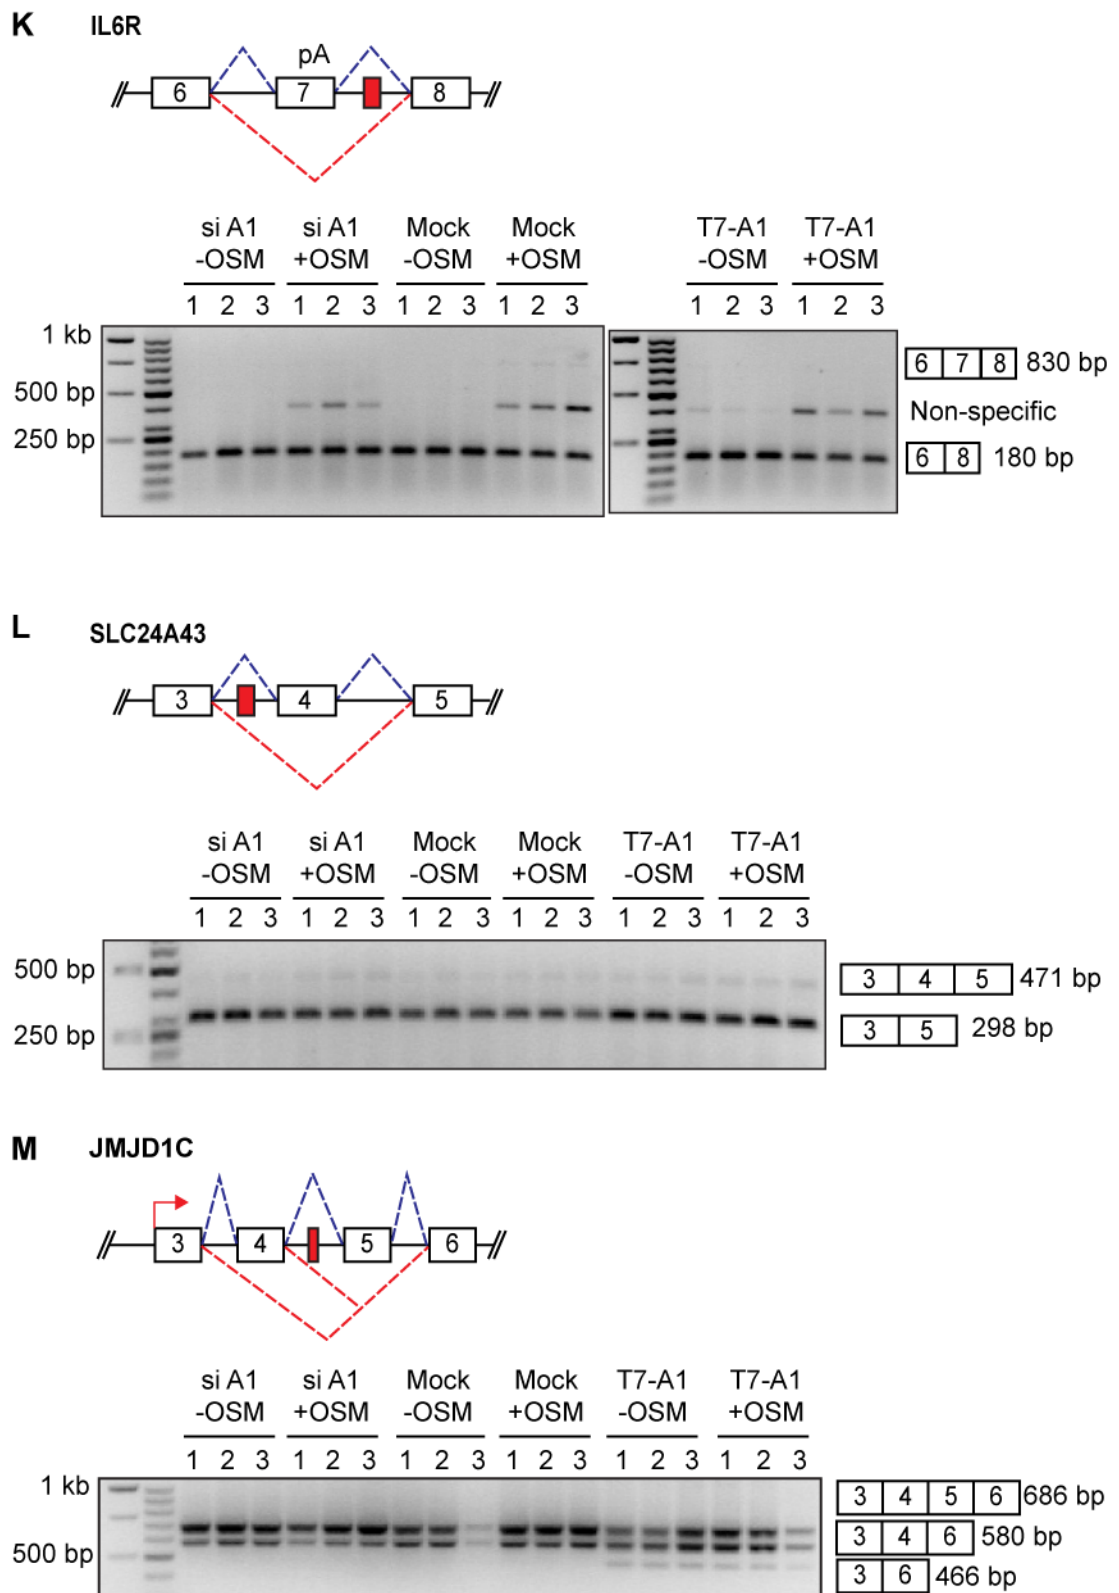 K IL6R
pA
6 7 8
si A1 si A1 Mock Mock T7-A1 T7-A1
-OSM +OSM -OSM +OSM -OSM +OSM
1 2 3 1 2 3 1 2 3 1 2 3 1 2 3 1 2 3
1 kb
6 7 8 830 bp
500 bp
Non-specific
250 bp
6 8 180 bp
L SLC24A43
3 4 5
si A1 si A1 Mock Mock T7-A1 T7-A1
-OSM +OSM -OSM +OSM -OSM +OSM
1 2 3 1 2 3 1 2 3 1 2 3 1 2 3 1 2 3
500 bp
3 4 5 471 bp
250 bp
3 5 298 bp
M JMJD1C
3 4 5 6
si A1 si A1 Mock Mock T7-A1 T7-A1
-OSM +OSM -OSM +OSM -OSM +OSM
1 2 3 1 2 3 1 2 3 1 2 3 1 2 3 1 2 3
1 kb
3 4 5 6 686 bp
3 4 6 580 bp
500 bp
3 6 466 bp